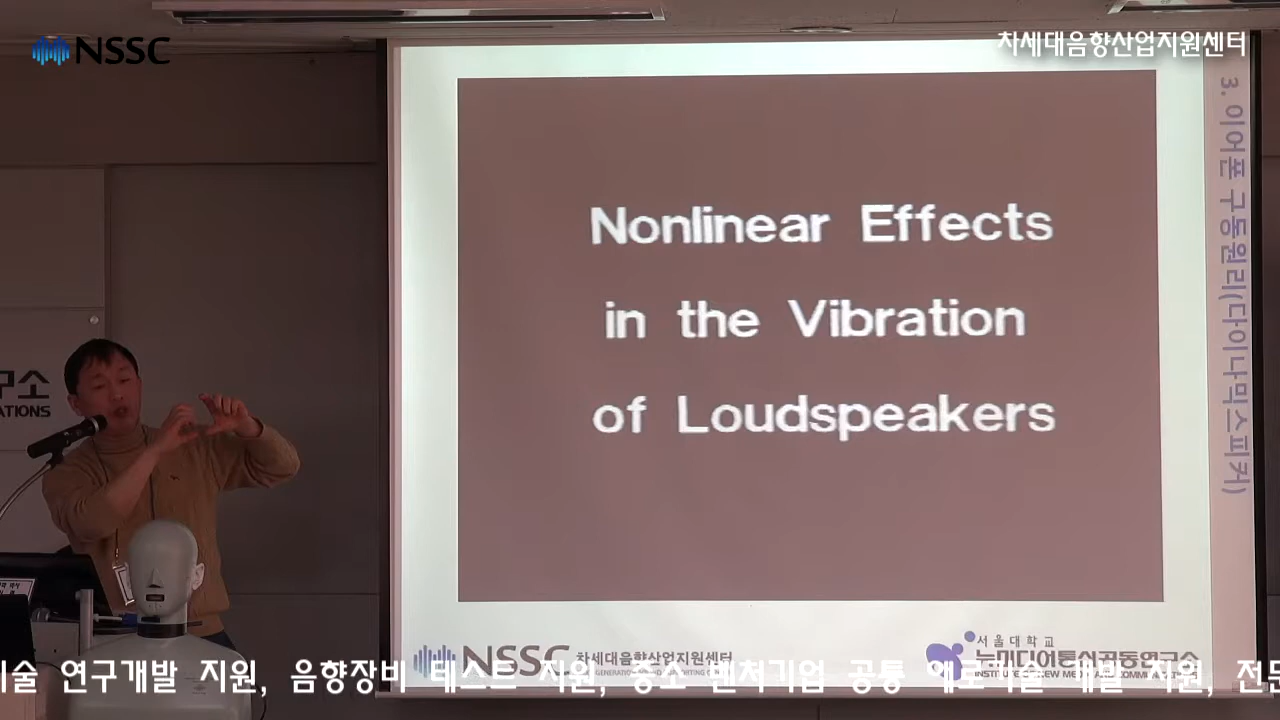 NSSC
차세대음향산업지원센터
3. 이어폰 구동원리(다이나믹스피커)
Nonlinear Effects
in the Vibration
of Loudspeakers
구소
ATIONS
NSSC 차세대음향산업지원센터
서울대학교
뉴미디어통신공동연구소
술 연구개발 지원, 음향장비 테스트 지원, 중소 벤처기업 공통 애로기술 개발 지원, 전문